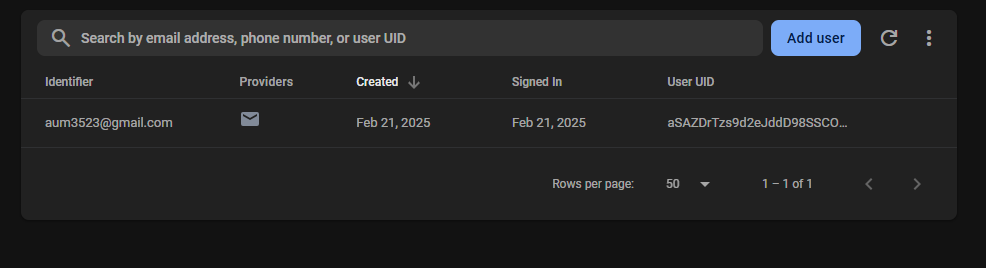 Search by email address, phone number, or user UID Add user
Identifier Providers Created Signed In User UID
aum3523@gmail.com Feb 21, 2025 Feb 21, 2025 aSAZDrTzs9d2eJddD98SSCO...
Rows per page: 50 1 – 1 of 1